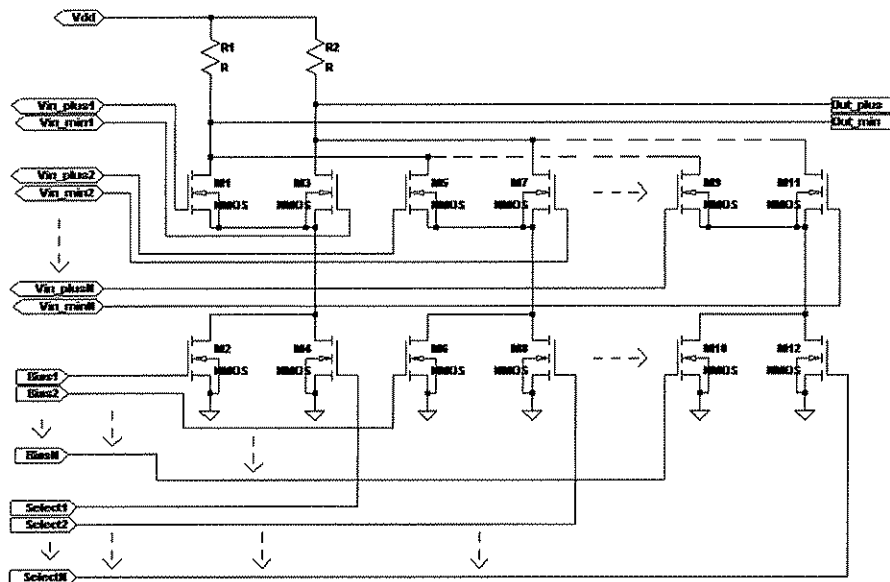 Vdd
R1
R
R2
R
Vin_plus1
Vin_min1
Out_plus
Out_min
Vin_plus2
Vin_min2
M1
NMOS
M3
NMOS
M5
NMOS
M7
NMOS
M9
NMOS
M11
NMOS
Vin_plusN
Vin_minN
M2
NMOS
M4
NMOS
M6
NMOS
M8
NMOS
M10
NMOS
M12
NMOS
Bias1
Bias2
BiasN
Select1
Select2
SelectN